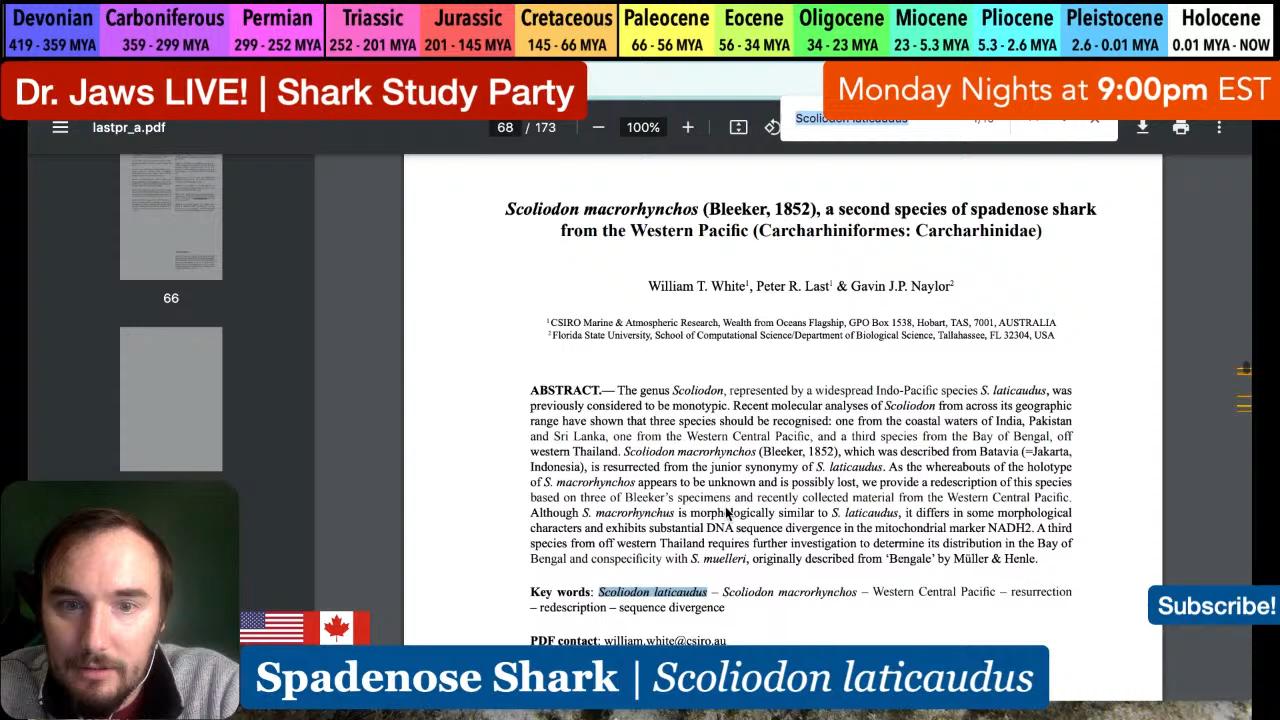 Devonian Carboniferous Permian Triassic Jurassic Cretaceous Paleocene Eocene Oligocene Miocene Pliocene Pleistocene Holocene
419 - 359 MYA 359 - 299 MYA 299 - 252 MYA 252 - 201 MYA 201 - 145 MYA 145 - 66 MYA 66 - 56 MYA 56 - 34 MYA 34 - 23 MYA 23 - 5.3 MYA 5.3 - 2.6 MYA 2.6 - 0.01 MYA 0.01 MYA - NOW
Dr. Jaws LIVE! | Shark Study Party
Monday Nights at 9:00pm EST
lastpr_a.pdf 68 / 173 100% Scoliodon laticaudus
Scoliodon macrorhynchos (Bleeker, 1852), a second species of spadenose shark
from the Western Pacific (Carcharhiniformes: Carcharhinidae)
66
William T. White¹, Peter R. Last¹ & Gavin J.P. Naylor²
¹ CSIRO Marine & Atmospheric Research, Wealth from Oceans Flagship, GPO Box 1538, Hobart, TAS, 7001, AUSTRALIA
² Florida State University, School of Computational Science/Department of Biological Science, Tallahassee, FL 32304, USA
ABSTRACT.— The genus Scoliodon, represented by a widespread Indo-Pacific species S. laticaudus, was
previously considered to be monotypic. Recent molecular analyses of Scoliodon from across its geographic
range have shown that three species should be recognised: one from the coastal waters of India, Pakistan
and Sri Lanka, one from the Western Central Pacific, and a third species from the Bay of Bengal, off
western Thailand. Scoliodon macrorhynchos (Bleeker, 1852), which was described from Batavia (=Jakarta,
Indonesia), is resurrected from the junior synonymy of S. laticaudus. As the whereabouts of the holotype
of S. macrorhynchos appears to be unknown and is possibly lost, we provide a redescription of this species
based on three of Bleeker's specimens and recently collected material from the Western Central Pacific.
Although S. macrorhynchus is morphologically similar to S. laticaudus, it differs in some morphological
characters and exhibits substantial DNA sequence divergence in the mitochondrial marker NADH2. A third
species from off western Thailand requires further investigation to determine its distribution in the Bay of
Bengal and conspecificity with S. muelleri, originally described from 'Bengale' by Müller & Henle.
Key words: Scoliodon laticaudus – Scoliodon macrorhynchos – Western Central Pacific – resurrection
– redescription – sequence divergence
Subscribe!
PDF contact: william.white@csiro.au
Spadenose Shark | Scoliodon laticaudus